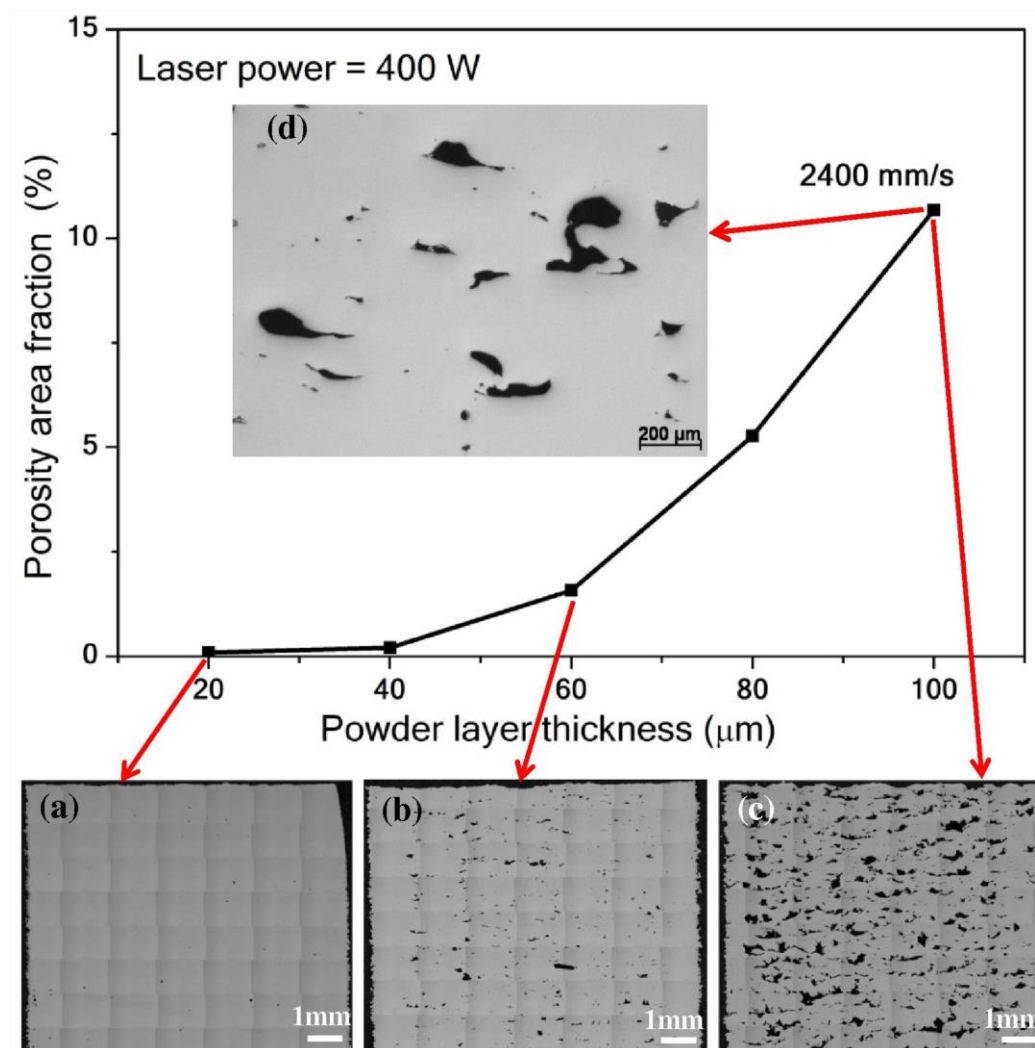 15
Laser power = 400 W
(d)
2400 mm/s
10
5
200 µm
0
20 40 60 80 100
Porosity area fraction (%)
Powder layer thickness (µm)
(a) (b) (c)
1mm 1mm 1mm